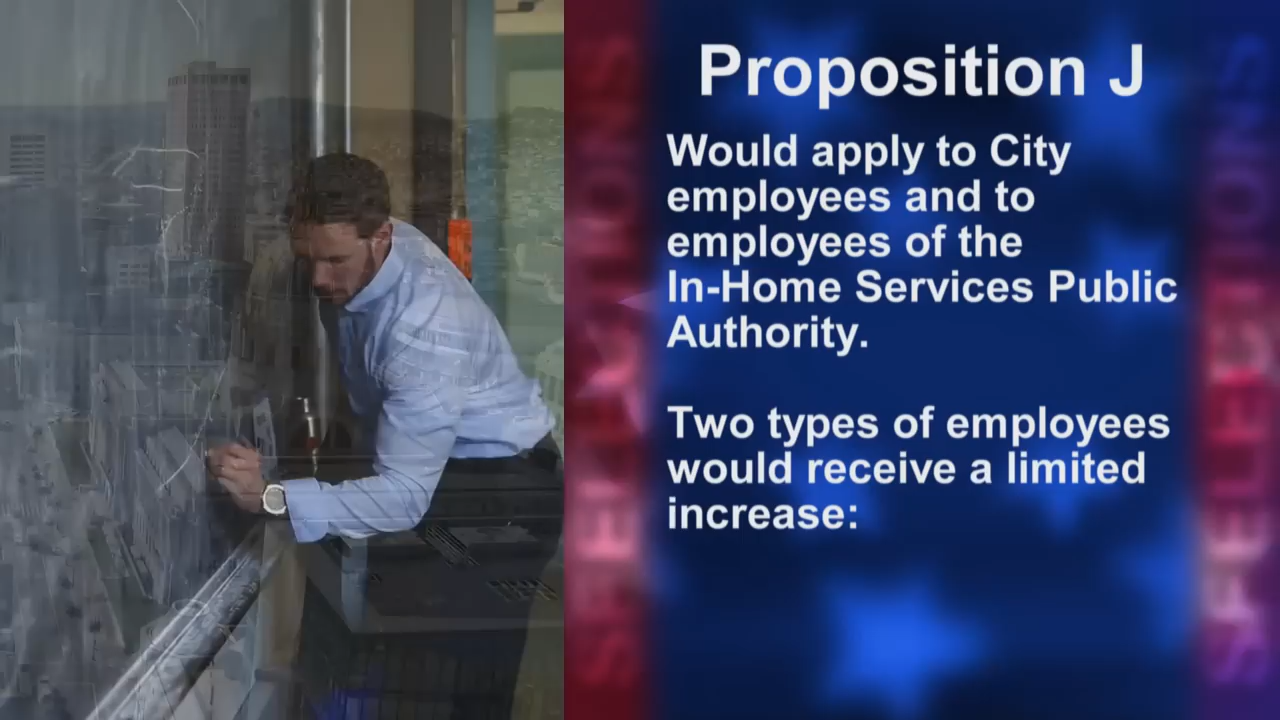 Proposition J
Would apply to City
employees and to
employees of the
In-Home Services Public
Authority.
Two types of employees
would receive a limited
increase: